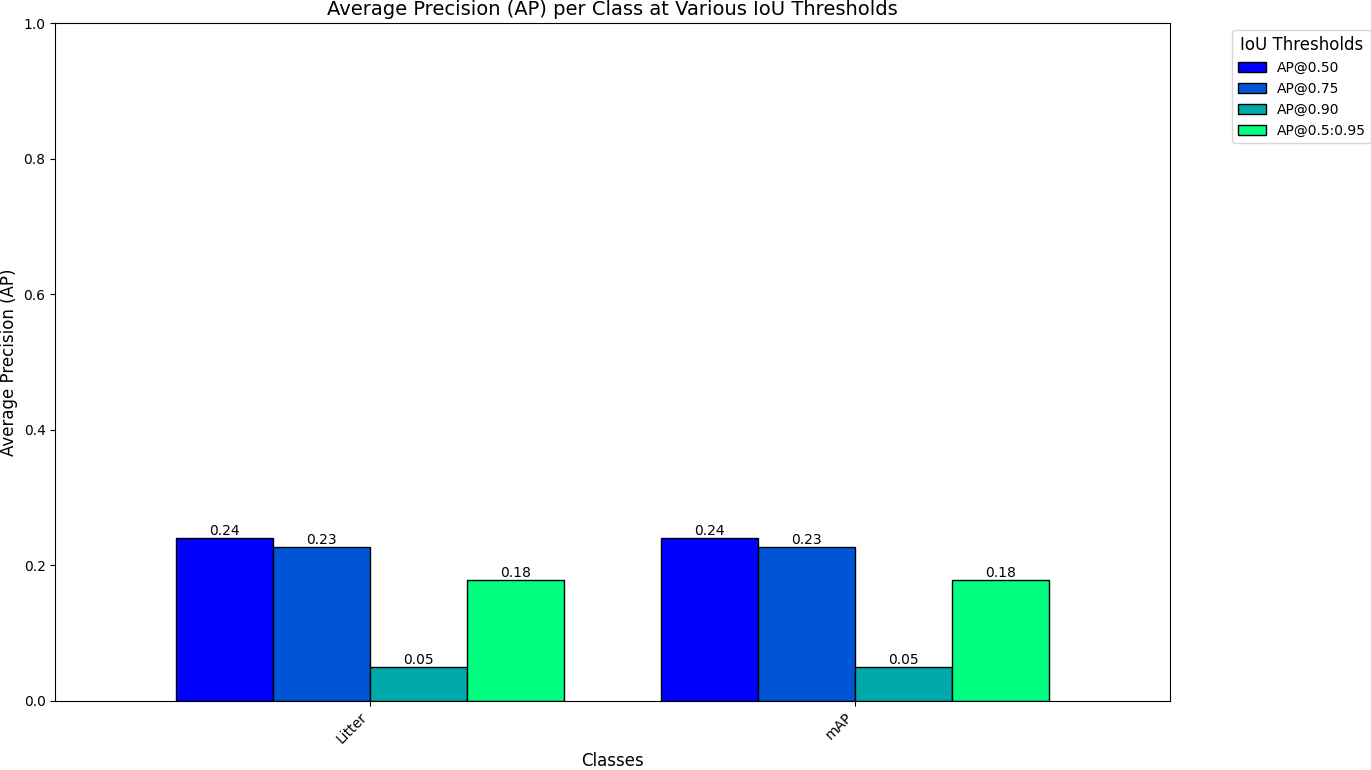 Average Precision (AP) per Class at Various IoU Thresholds
IoU Thresholds
AP@0.50
AP@0.75
AP@0.90
AP@0.5:0.95
Average Precision (AP)
1.0
0.8
0.6
0.4
0.2
0.0
0.24
0.23
0.05
0.18
0.24
0.23
0.05
0.18
Litter
mAP
Classes